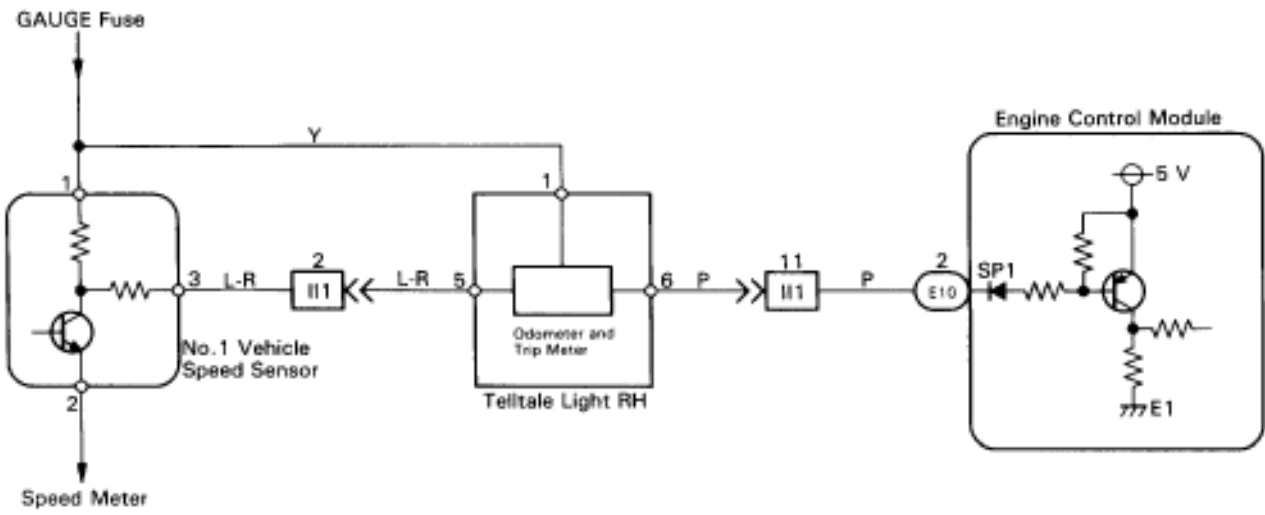 GAUGE Fuse
Engine Control Module
Y
5 V
1
1
2
11
2
SP1
3
L-R
II1
L-R
5
6
P
II1
P
E10
Odometer and
Trip Meter
No.1 Vehicle
Speed Sensor
2
Telltale Light RH
E1
Speed Meter